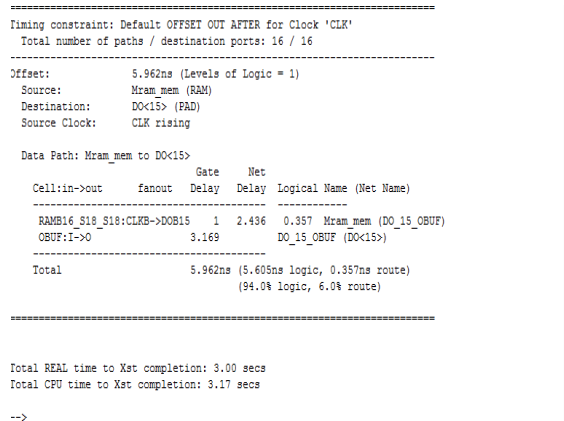 =========================================================================
Timing constraint: Default OFFSET OUT AFTER for Clock 'CLK'
Total number of paths / destination ports: 16 / 16
-------------------------------------------------------------------------
Offset: 5.962ns (Levels of Logic = 1)
Source: Mram_mem (RAM)
Destination: DO<15> (PAD)
Source Clock: CLK rising
Data Path: Mram_mem to DO<15>
Gate Net
Cell:in->out fanout Delay Delay Logical Name (Net Name)
---------------------------------------- ------------
RAMB16_S18_S18:CLKB->DOB15 1 2.436 0.357 Mram_mem (DO_15_OBUF)
OBUF:I->O 3.169 DO_15_OBUF (DO<15>)
----------------------------------------
Total 5.962ns (5.605ns logic, 0.357ns route)
(94.0% logic, 6.0% route)
=========================================================================
Total REAL time to Xst completion: 3.00 secs
Total CPU time to Xst completion: 3.17 secs
-->